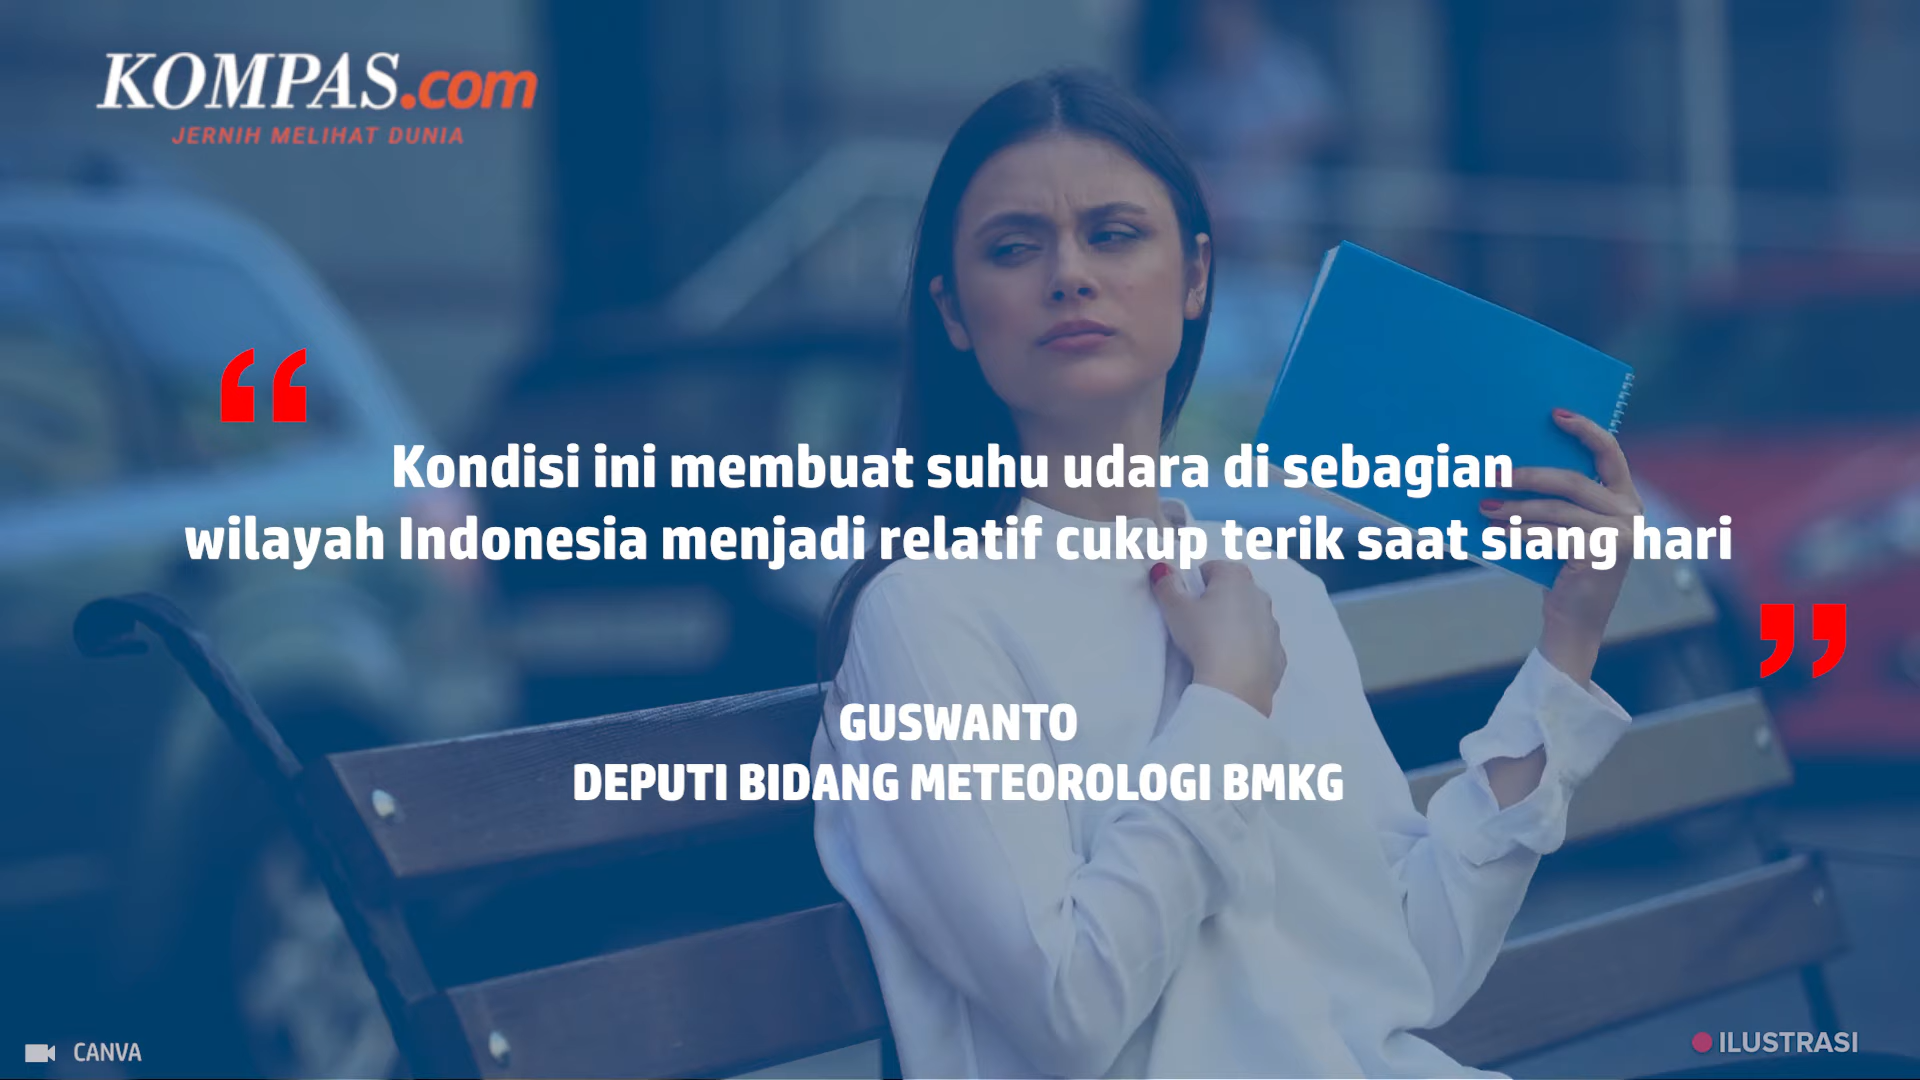 KOMPAS.com
JERNIH MELIHAT DUNIA
“
Kondisi ini membuat suhu udara di sebagian
wilayah Indonesia menjadi relatif cukup terik saat siang hari
”
GUSWANTO
DEPUTI BIDANG METEOROLOGI BMKG
CANVA
ILUSTRASI